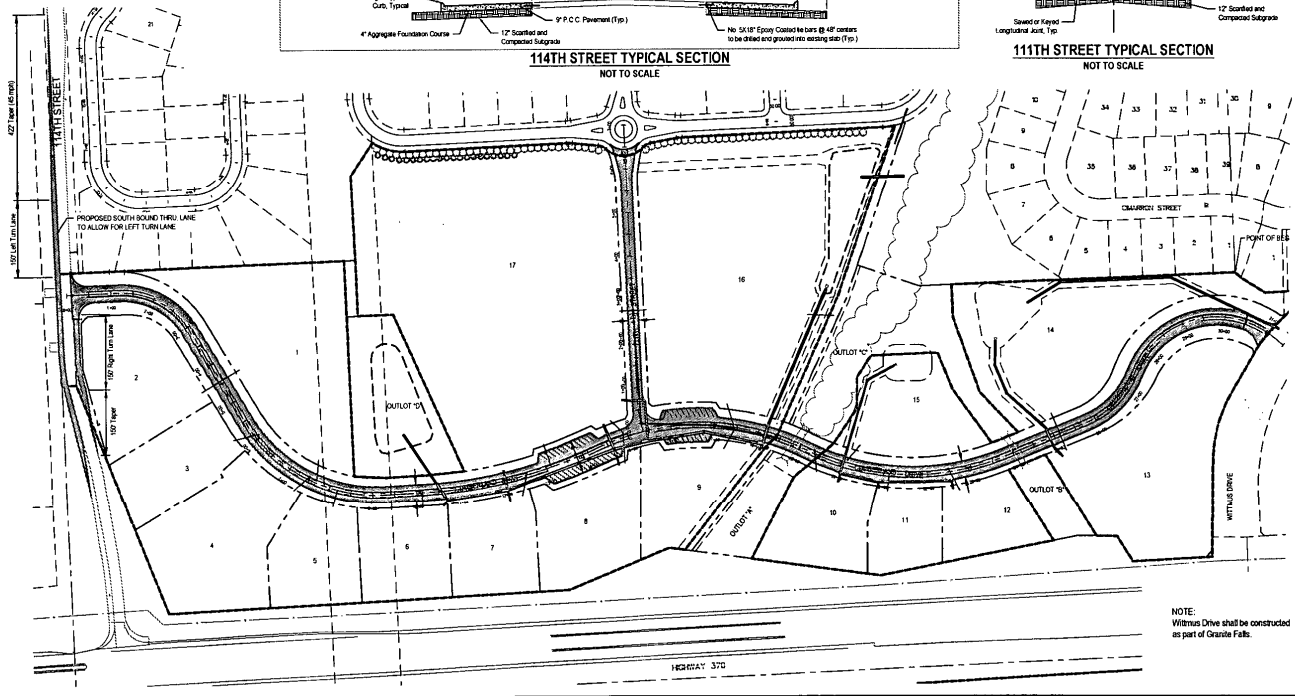 Curb, Typical
9" P.C.C. Pavement (Typ.)
4" Aggregate Foundation Course
12" Scarified and
Compacted Subgrade
No. 5X18" Epoxy Coated tie bars @ 48" centers
to be drilled and grouted into existing slab (Typ.)
114TH STREET TYPICAL SECTION
NOT TO SCALE
12" Scarified and
Compacted Subgrade
Sawed or Keyed
Longitudinal Joint, Typ.
111TH STREET TYPICAL SECTION
NOT TO SCALE
422' Taper (45 mph)
114TH STREET
150' Left Turn Lane
21
PROPOSED SOUTH BOUND THRU LANE
TO ALLOW FOR LEFT TURN LANE
150' Right Turn Lane
150' Taper
1
2
3
4
5
6
7
8
9
10
11
12
13
14
15
16
17
OUTLOT "D"
OUTLOT "C"
OUTLOT "A"
OUTLOT "B"
10
9
8
7
6
5
4
3
2
1
34
33
32
31
30
9
35
36
37
38
39
8
CIMARRON STREET
POINT OF BEG
1
WITTMUS DRIVE
NOTE:
Wittmus Drive shall be constructed
as part of Granite Falls.
HIGHWAY 370